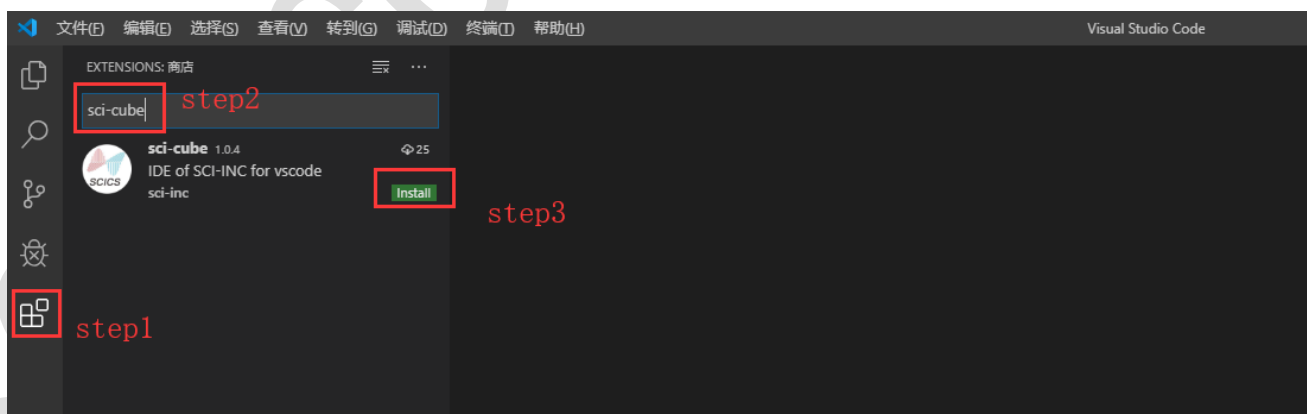 文件(F) 编辑(E) 选择(S) 查看(V) 转到(G) 调试(D) 终端(T) 帮助(H) Visual Studio Code
EXTENSIONS: 商店 ···
sci-cube step2
sci-cube 1.0.4 25
IDE of SCI-INC for vscode
SCICS sci-inc Install
step3
step1